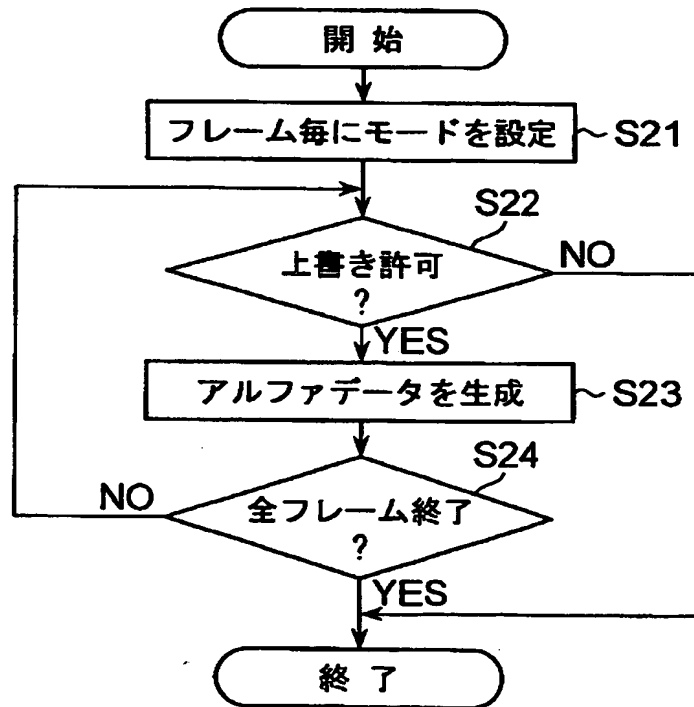 開始
フレーム毎にモードを設定
S21
S22
上書き許可
?
NO
YES
アルファデータを生成
S23
S24
全フレーム終了
?
NO
YES
終了